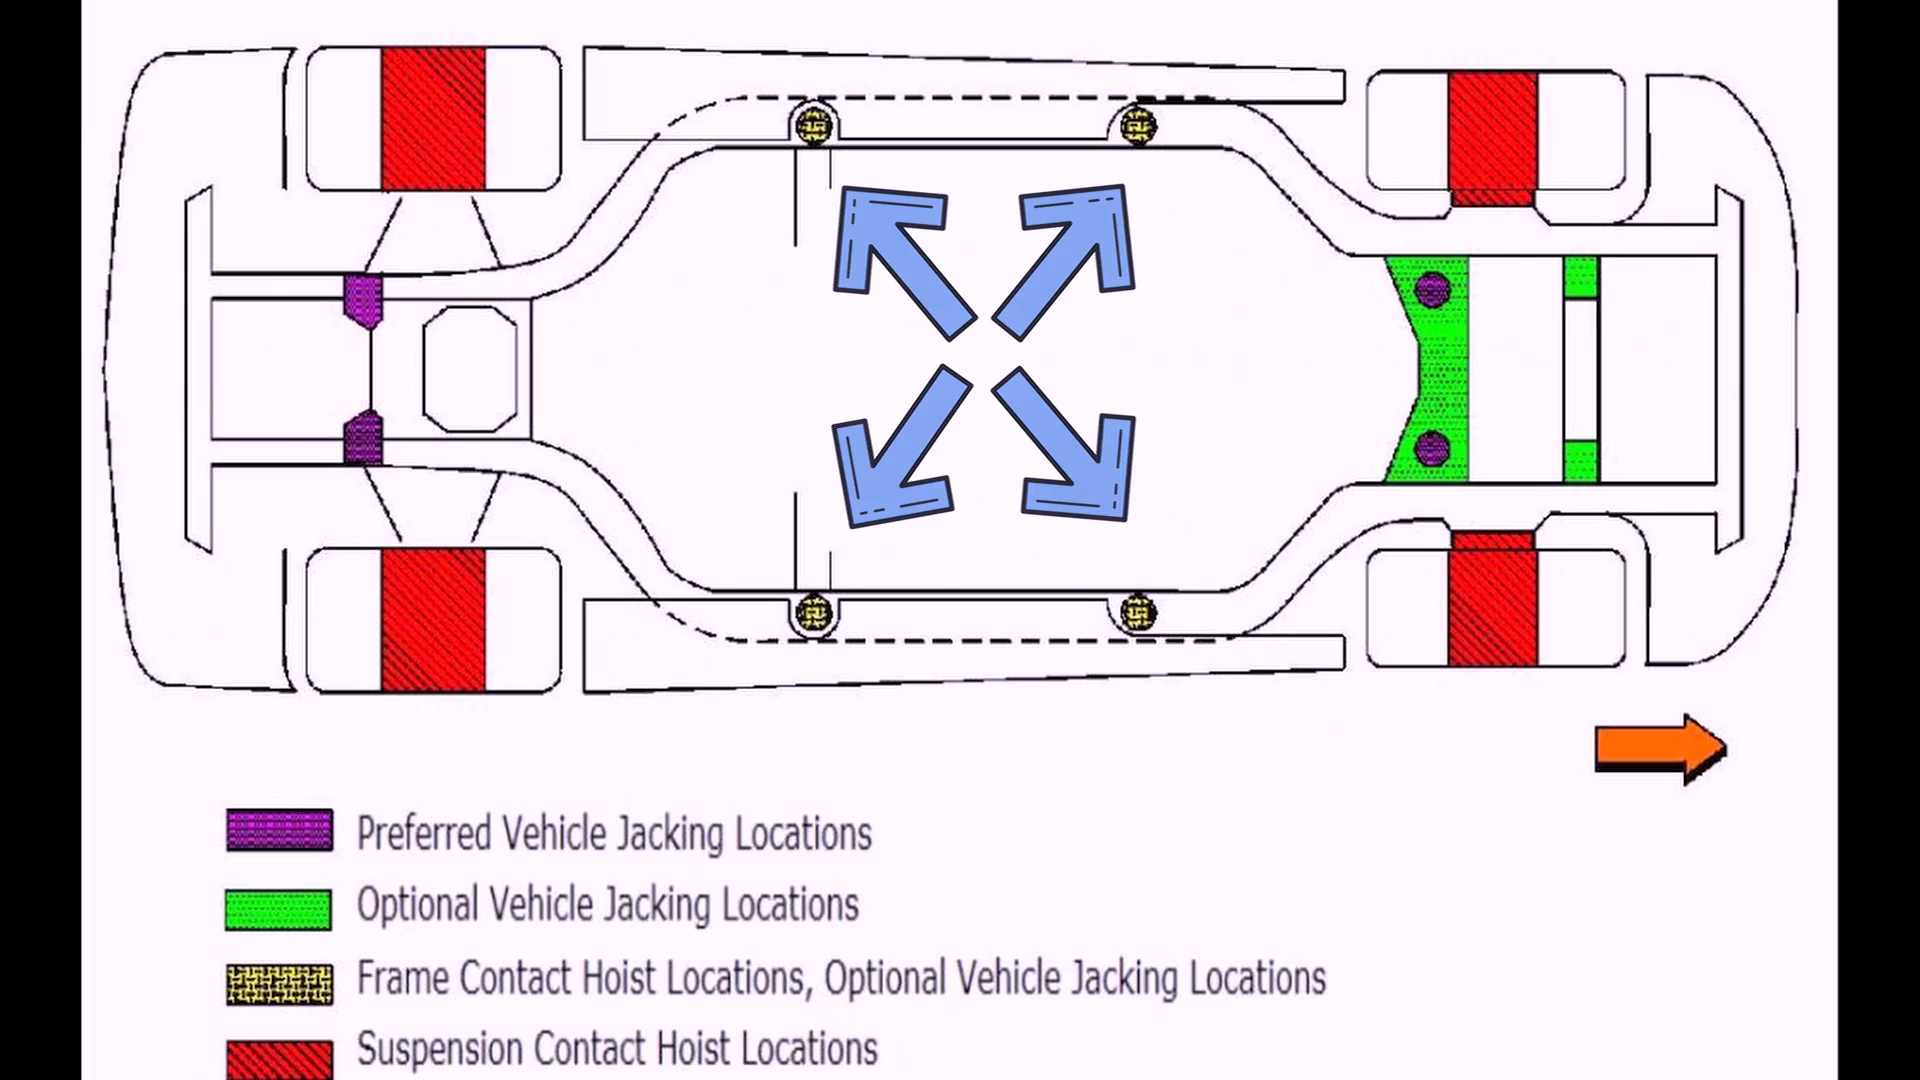 Preferred Vehicle Jacking Locations
Optional Vehicle Jacking Locations
Frame Contact Hoist Locations, Optional Vehicle Jacking Locations
Suspension Contact Hoist Locations